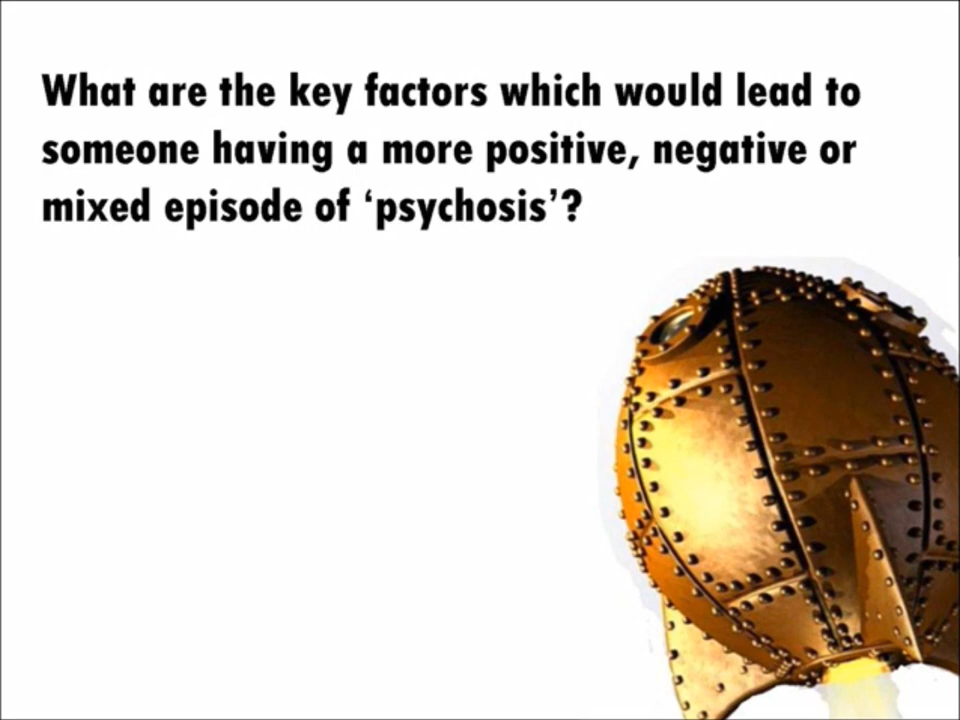 What are the key factors which would lead to
someone having a more positive, negative or
mixed episode of ‘psychosis’?